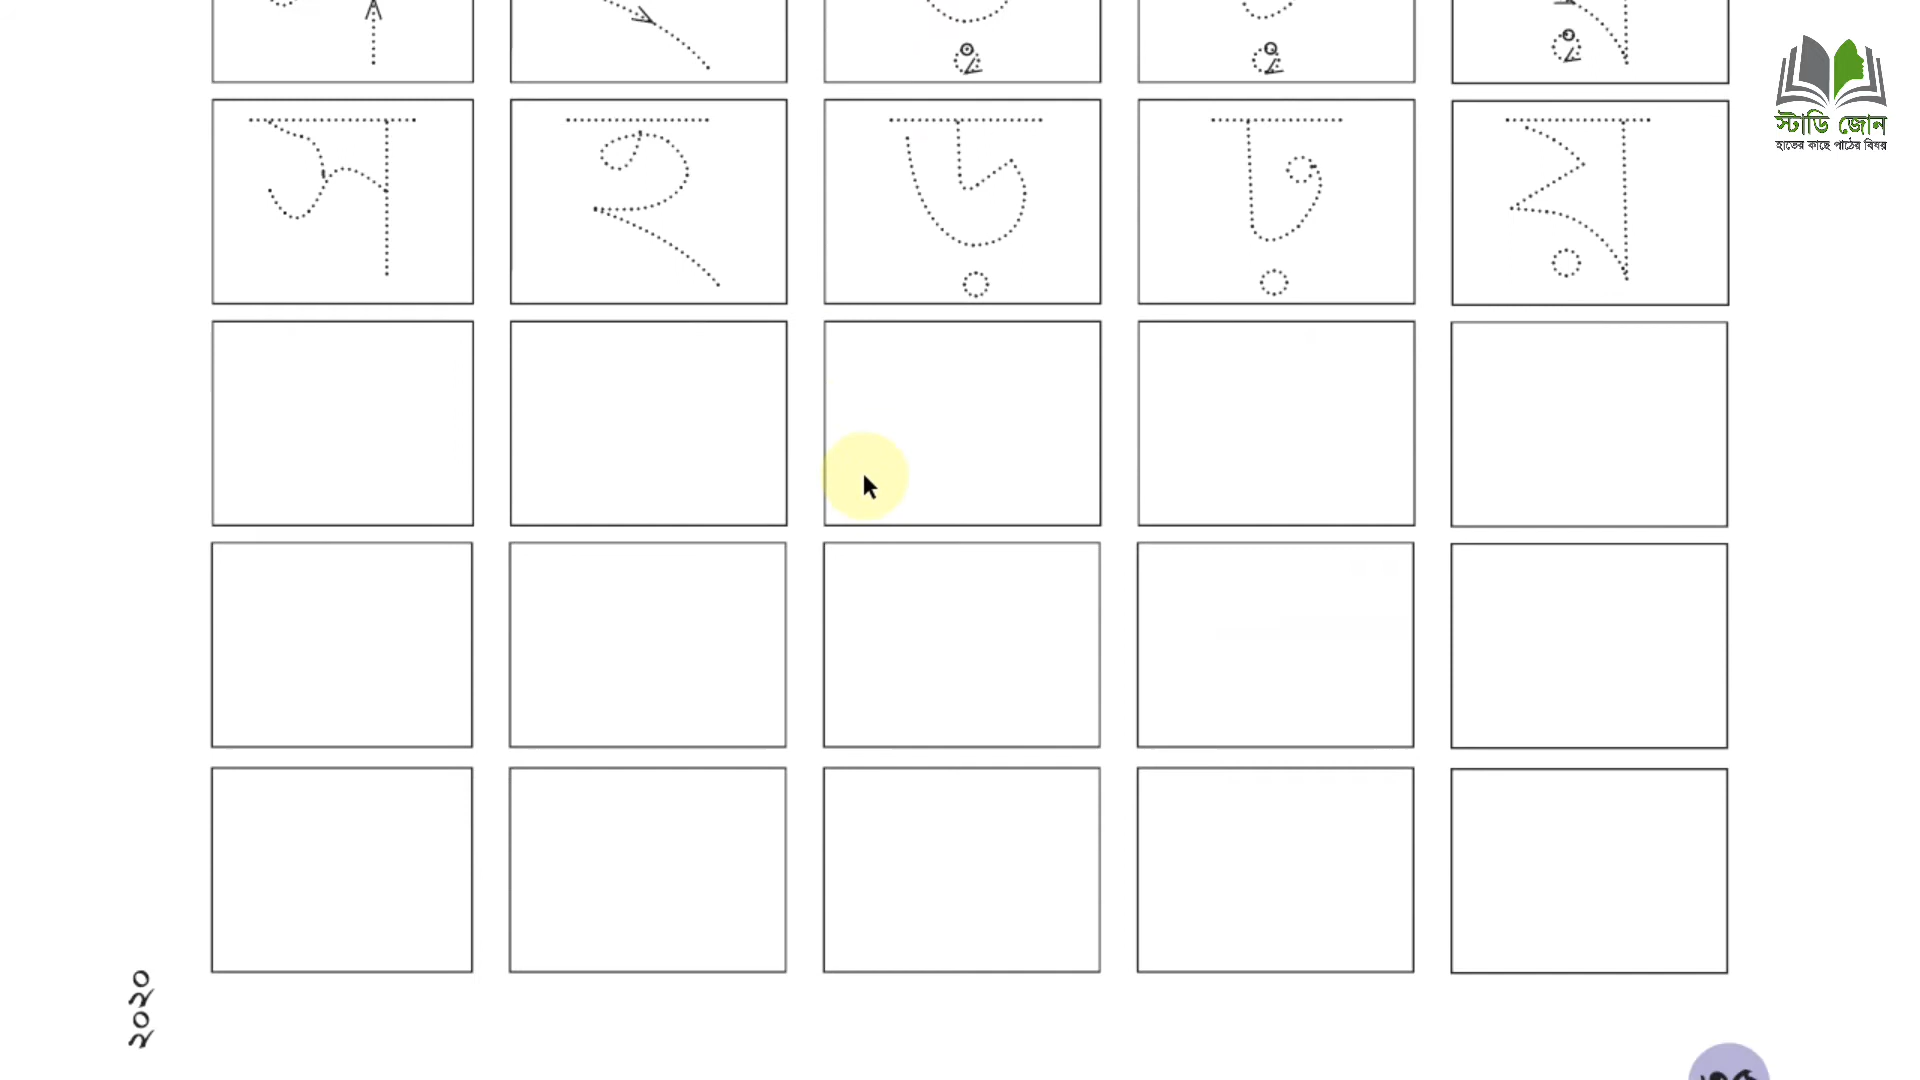 স্টাডি জোন
হাতের কাছে পাঠের বিষয়
স হ ড় ঢ় য়
২০২০